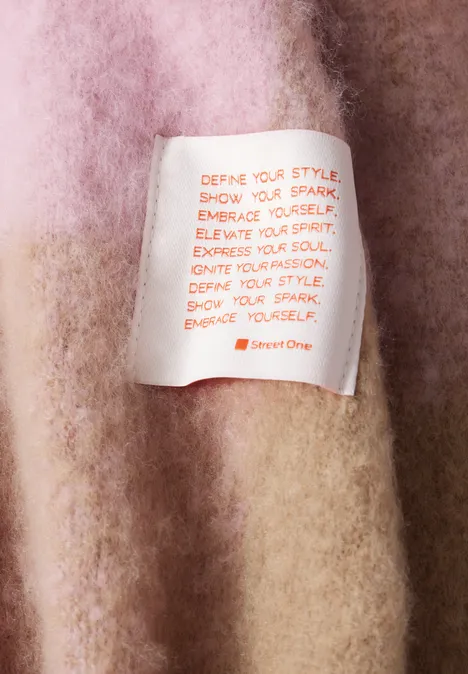 DEFINE YOUR STYLE.
SHOW YOUR SPARK.
EMBRACE YOURSELF.
ELEVATE YOUR SPIRIT.
EXPRESS YOUR SOUL.
IGNITE YOUR PASSION.
DEFINE YOUR STYLE.
SHOW YOUR SPARK.
EMBRACE YOURSELF.
Street One